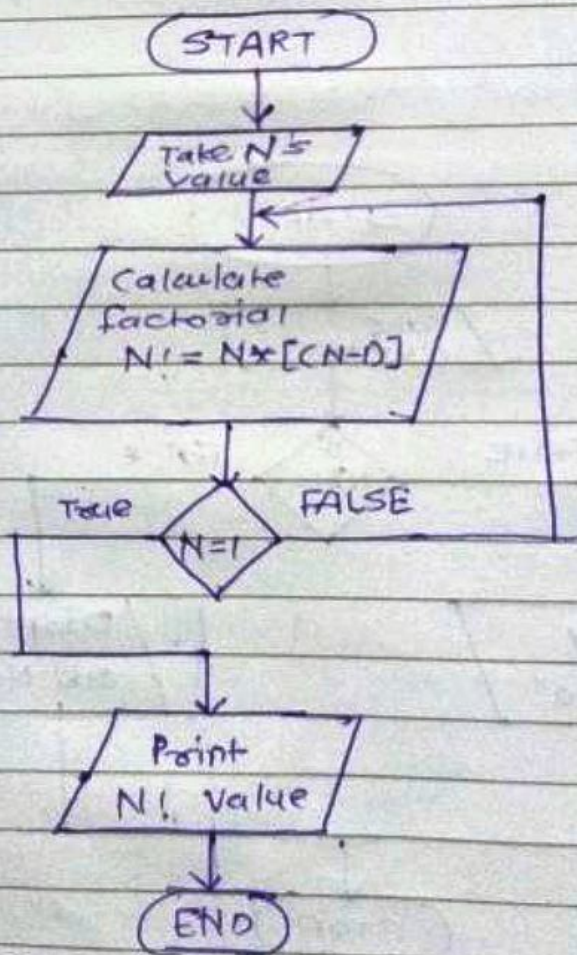 START
Take N's
value
Calculate
factorial
N! = N*[(N-1)]
True
FALSE
N=1
Print
N! value
END